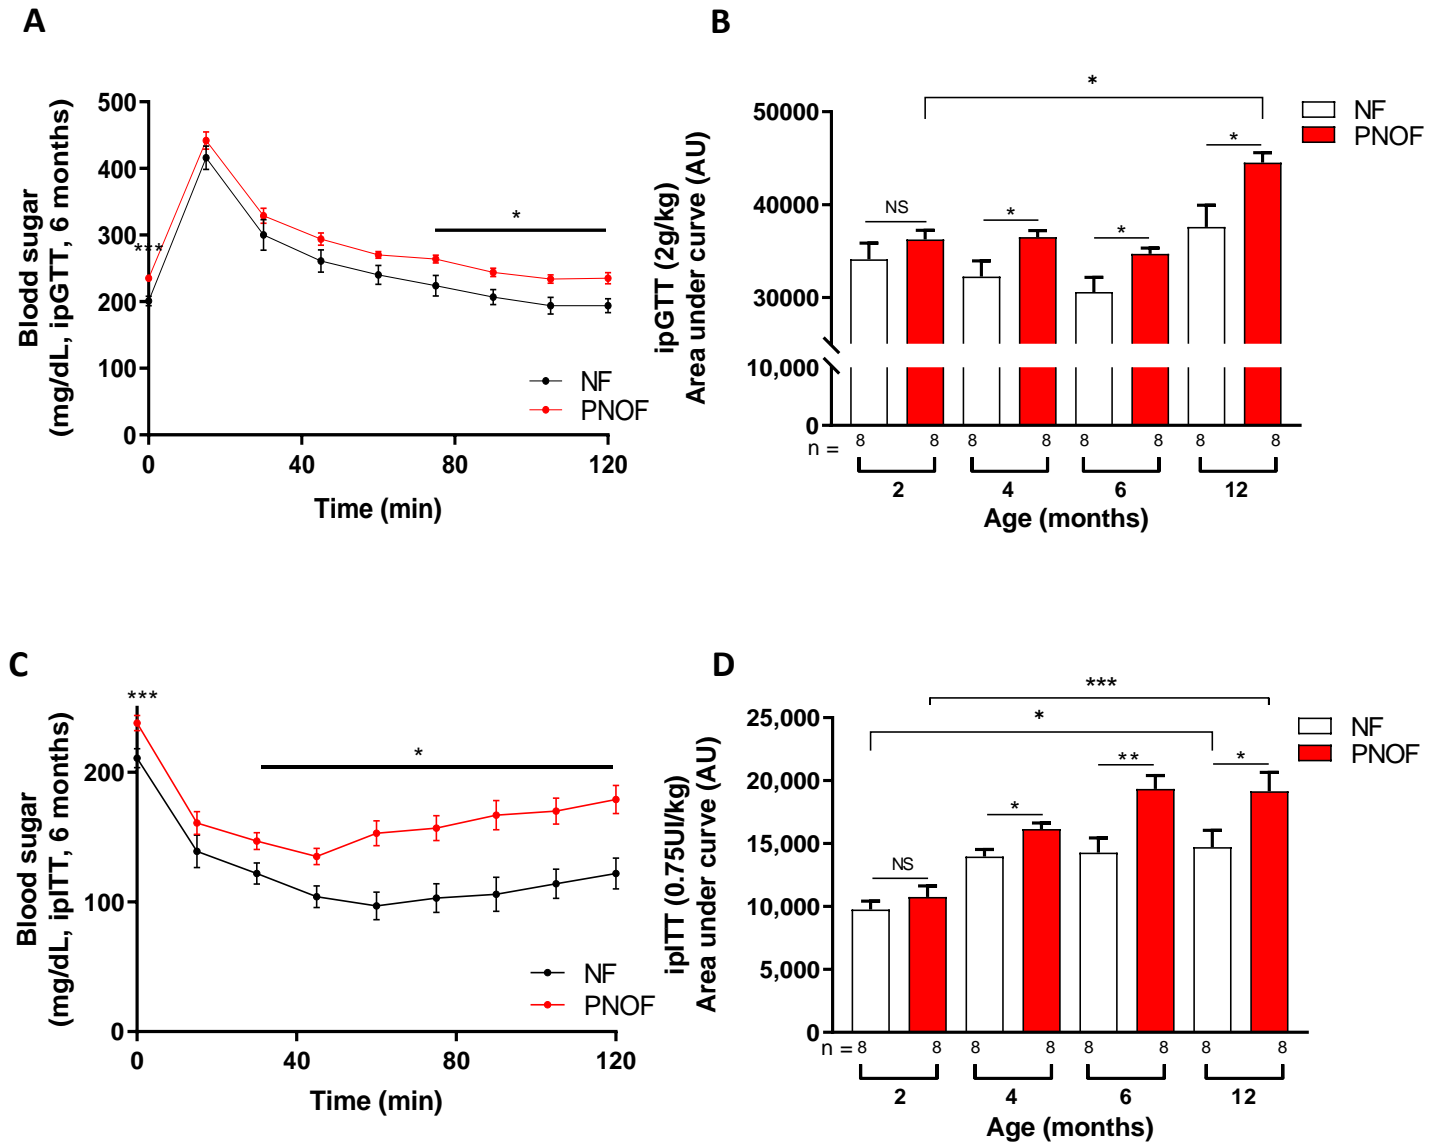 A
Blodd sugar
(mg/dL, ipGTT, 6 months)
500
400
300
200
100
0
***
*
NF
PNOF
0 40 80 120
Time (min)
B
ipGTT (2g/kg)
Area under curve (AU)
50000
40000
30000
10,000
0
*
NS
*
*
*
NF
PNOF
n = 8 8 8 8 8 8 8 8
2 4 6 12
Age (months)
C
Blood sugar
(mg/dL, ipITT, 6 months)
***
*
200
100
0
NF
PNOF
0 40 80 120
Time (min)
D
ipITT (0.75UI/kg)
Area under curve (AU)
25,000
20,000
15,000
10,000
5,000
0
***
*
NS
*
**
*
NF
PNOF
n = 8 8 8 8 8 8 8 8
2 4 6 12
Age (months)